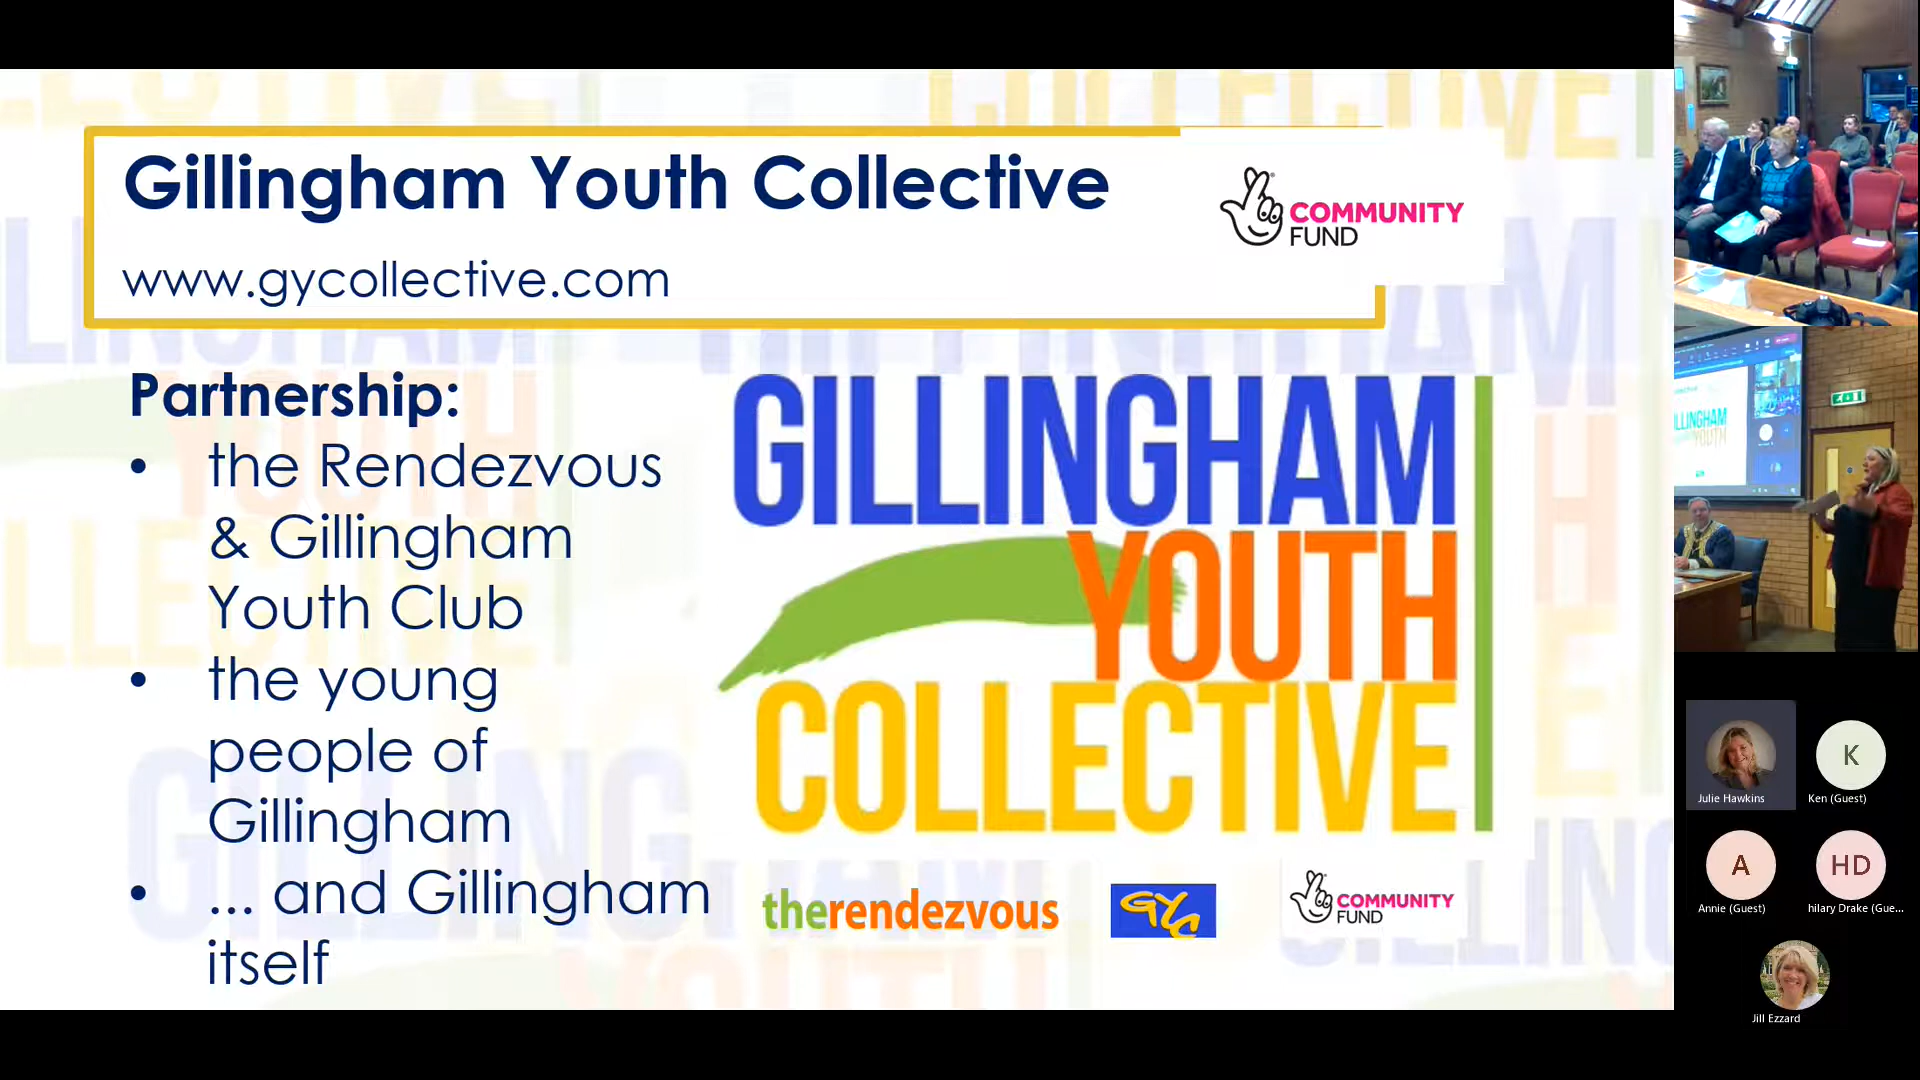 Gillingham Youth Collective
www.gycollective.com
COMMUNITY
FUND
Partnership:
• the Rendezvous
& Gillingham
Youth Club
• the young
people of
Gillingham
• ... and Gillingham
itself
GILLINGHAM
YOUTH
COLLECTIVE
therendezvous
GYC
COMMUNITY
FUND
Julie Hawkins
K
Ken (Guest)
A
Annie (Guest)
HD
hilary Drake (Gue...
Jill Ezzard